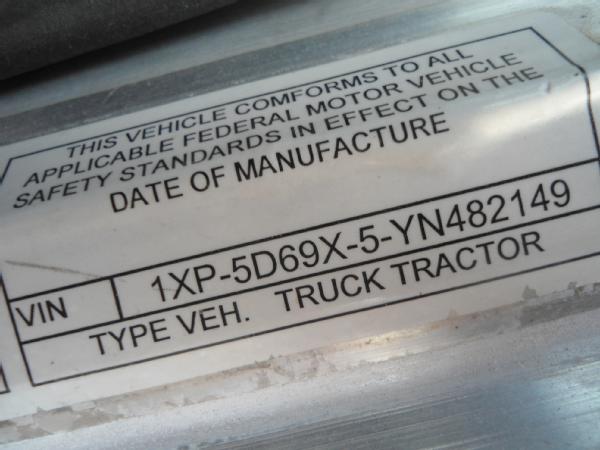 THIS VEHICLE COMFORMS TO ALL
APPLICABLE FEDERAL MOTOR VEHICLE
SAFETY STANDARDS IN EFFECT ON THE
DATE OF MANUFACTURE
VIN 1XP-5D69X-5-YN482149
TYPE VEH. TRUCK TRACTOR